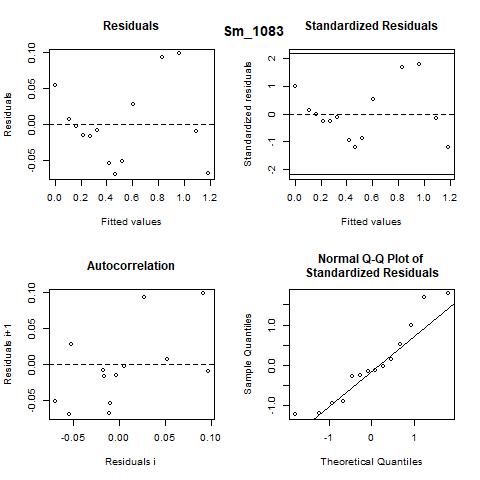 Sm_1083
Residuals
Residuals
0.10
0.05
0.00
-0.05
0.0 0.2 0.4 0.6 0.8 1.0 1.2
Fitted values
Standardized Residuals
Standardized residuals
2
1
0
-1
-2
0.0 0.2 0.4 0.6 0.8 1.0 1.2
Fitted values
Autocorrelation
Residuals i+1
0.10
0.05
0.00
-0.05
-0.05 0.00 0.05 0.10
Residuals i
Normal Q-Q Plot of
Standardized Residuals
Sample Quantiles
1.0
0.0
-1.0
-1 0 1
Theoretical Quantiles